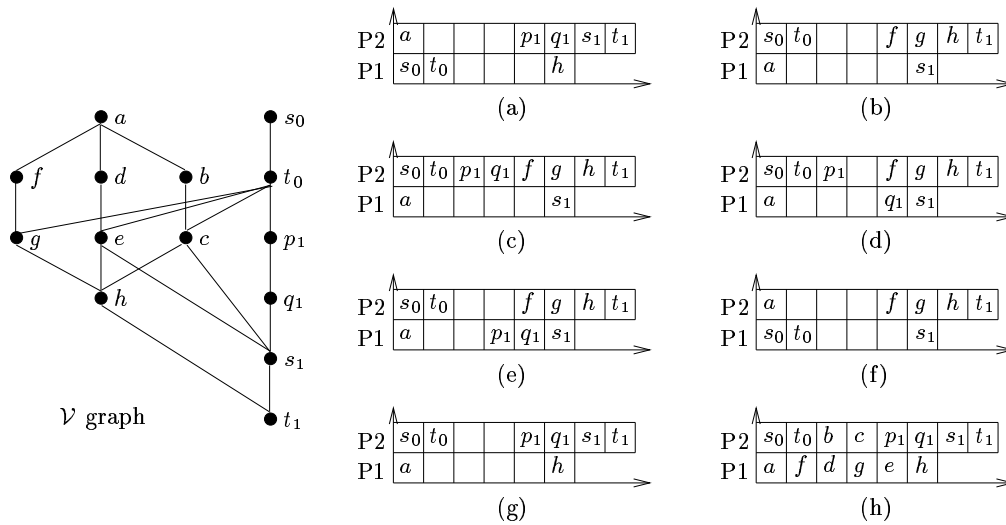 a
s₀
f
d
b
t₀
g
e
c
p₁
h
q₁
s₁
t₁
𝒱 graph
P2 a p₁ q₁ s₁ t₁
P1 s₀ t₀ h
(a)
P2 s₀ t₀ f g h t₁
P1 a s₁
(b)
P2 s₀ t₀ p₁ q₁ f g h t₁
P1 a s₁
(c)
P2 s₀ t₀ p₁ f g h t₁
P1 a q₁ s₁
(d)
P2 s₀ t₀ f g h t₁
P1 a p₁ q₁ s₁
(e)
P2 a f g h t₁
P1 s₀ t₀ s₁
(f)
P2 s₀ t₀ p₁ q₁ s₁ t₁
P1 a h
(g)
P2 s₀ t₀ b c p₁ q₁ s₁ t₁
P1 a f d g e h
(h)